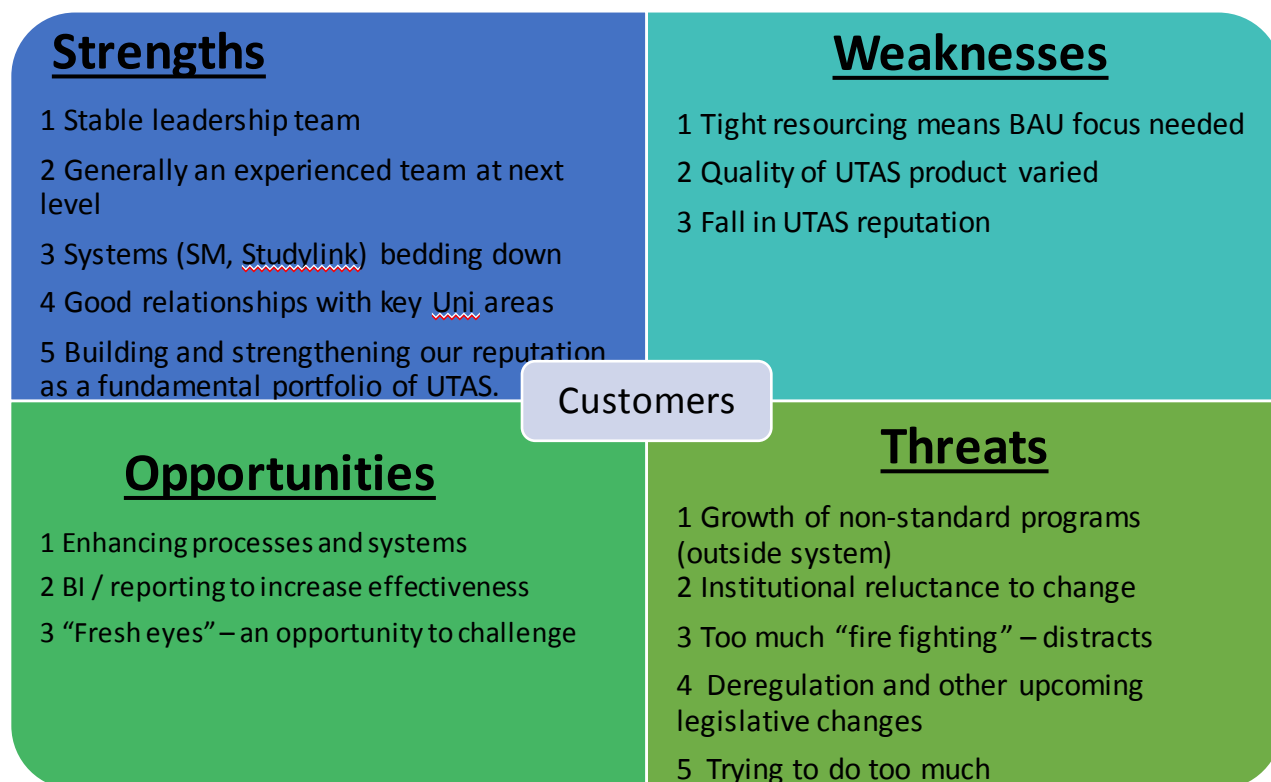 Strengths
1 Stable leadership team
2 Generally an experienced team at next
level
3 Systems (SM, Studylink) bedding down
4 Good relationships with key Uni areas
5 Building and strengthening our reputation
as a fundamental portfolio of UTAS.
Weaknesses
1 Tight resourcing means BAU focus needed
2 Quality of UTAS product varied
3 Fall in UTAS reputation
Customers
Opportunities
1 Enhancing processes and systems
2 BI / reporting to increase effectiveness
3 “Fresh eyes” – an opportunity to challenge
Threats
1 Growth of non-standard programs
(outside system)
2 Institutional reluctance to change
3 Too much “fire fighting” – distracts
4 Deregulation and other upcoming
legislative changes
5 Trying to do too much